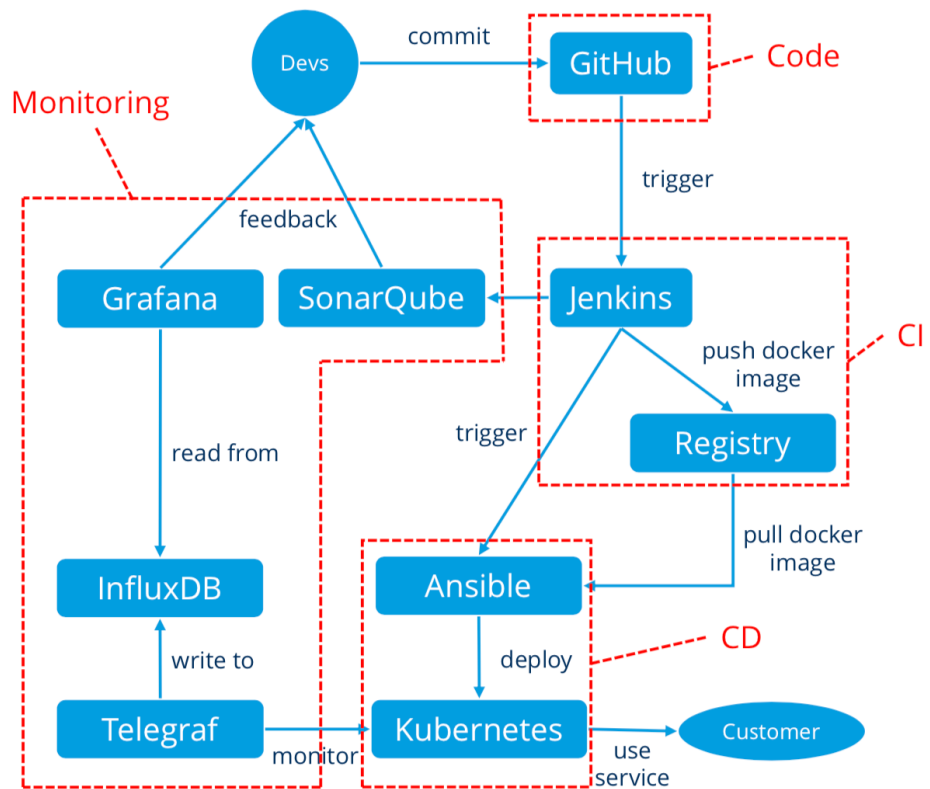 commit
Devs
GitHub
Code
Monitoring
trigger
feedback
Grafana
SonarQube
Jenkins
CI
push docker
image
trigger
Registry
read from
pull docker
image
InfluxDB
Ansible
write to
deploy
CD
Telegraf
Kubernetes
Customer
monitor
use
service